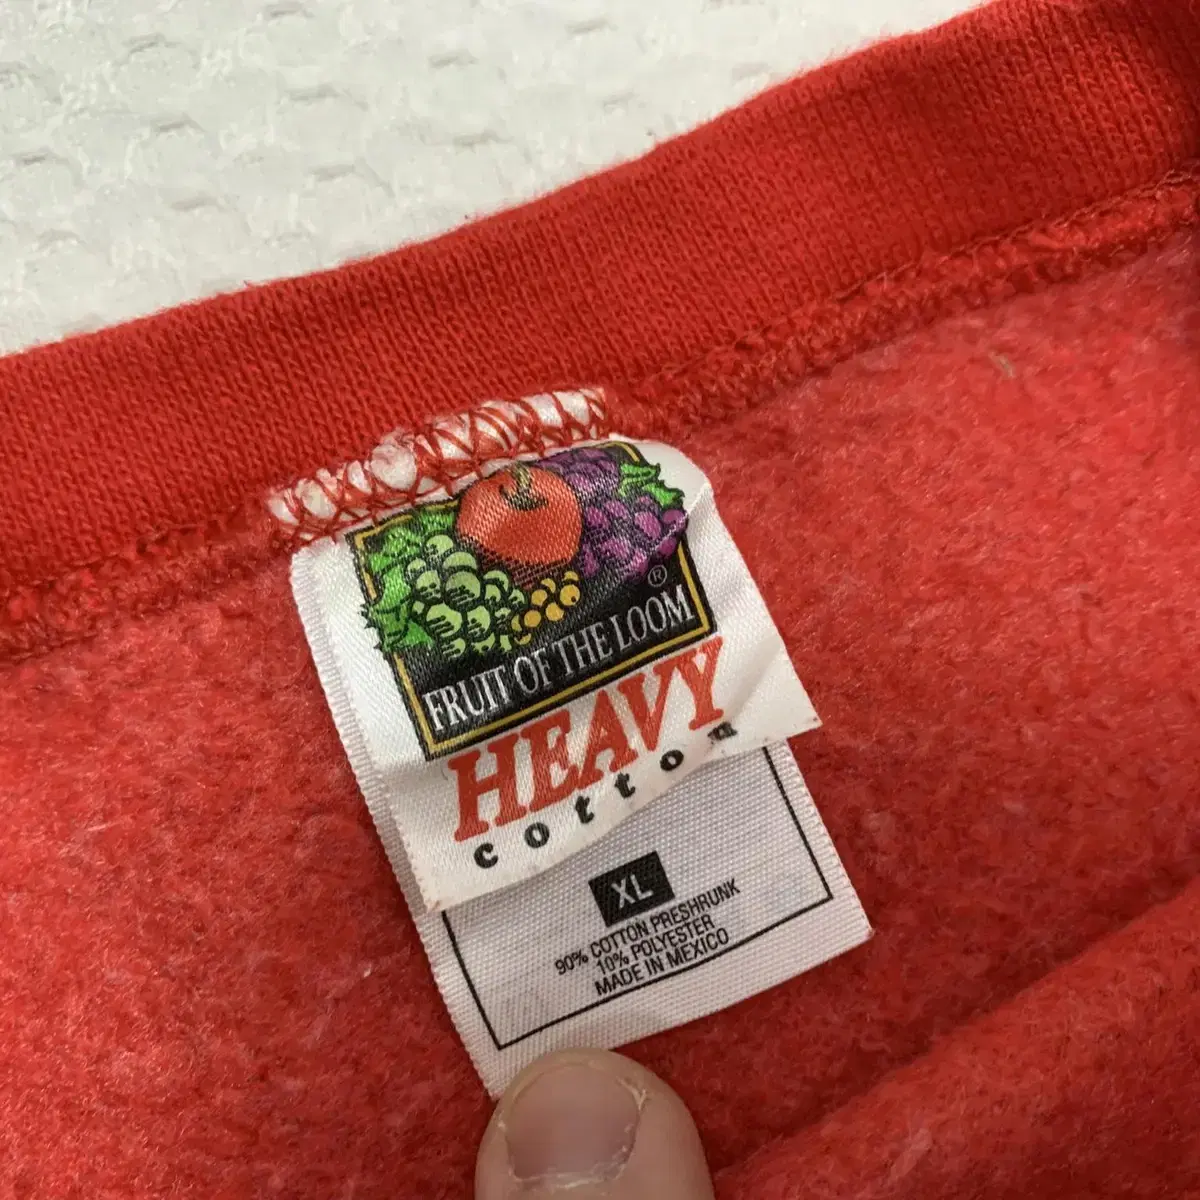 ®
FRUIT OF THE LOOM
HEAVY
cotton
XL
90% COTTON PRESHRUNK
10% POLYESTER
MADE IN MEXICO